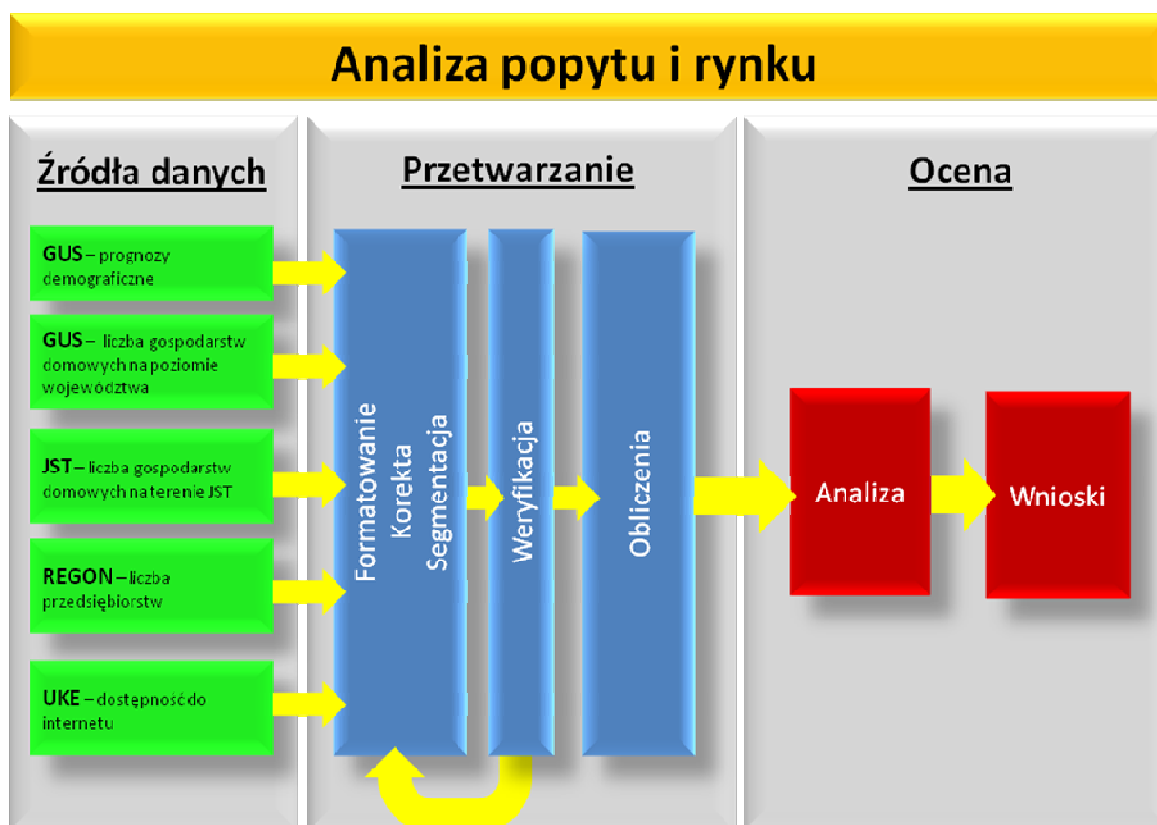 Analiza popytu i rynku
Źródła danych
GUS – prognozy
demograficzne
GUS – liczba gospodarstw
domowych na poziomie
województwa
JST – liczba gospodarstw
domowych na terenie JST
REGON – liczba
przedsiębiorstw
UKE – dostępność do
internetu
Przetwarzanie
Formatowanie
Korekta
Segmentacja
Weryfikacja
Obliczenia
Ocena
Analiza
Wnioski